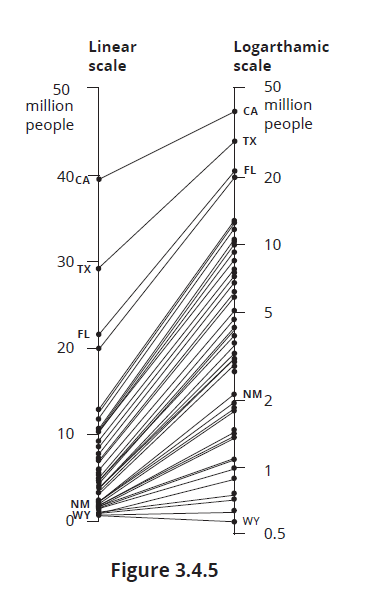 Linear
scale
Logarthamic
scale
50
million
people
50
million
people
CA
TX
40 CA
FL
20
30
TX
10
FL
20
5
10
NM 2
1
NM
WY
0
WY
0.5
Figure 3.4.5